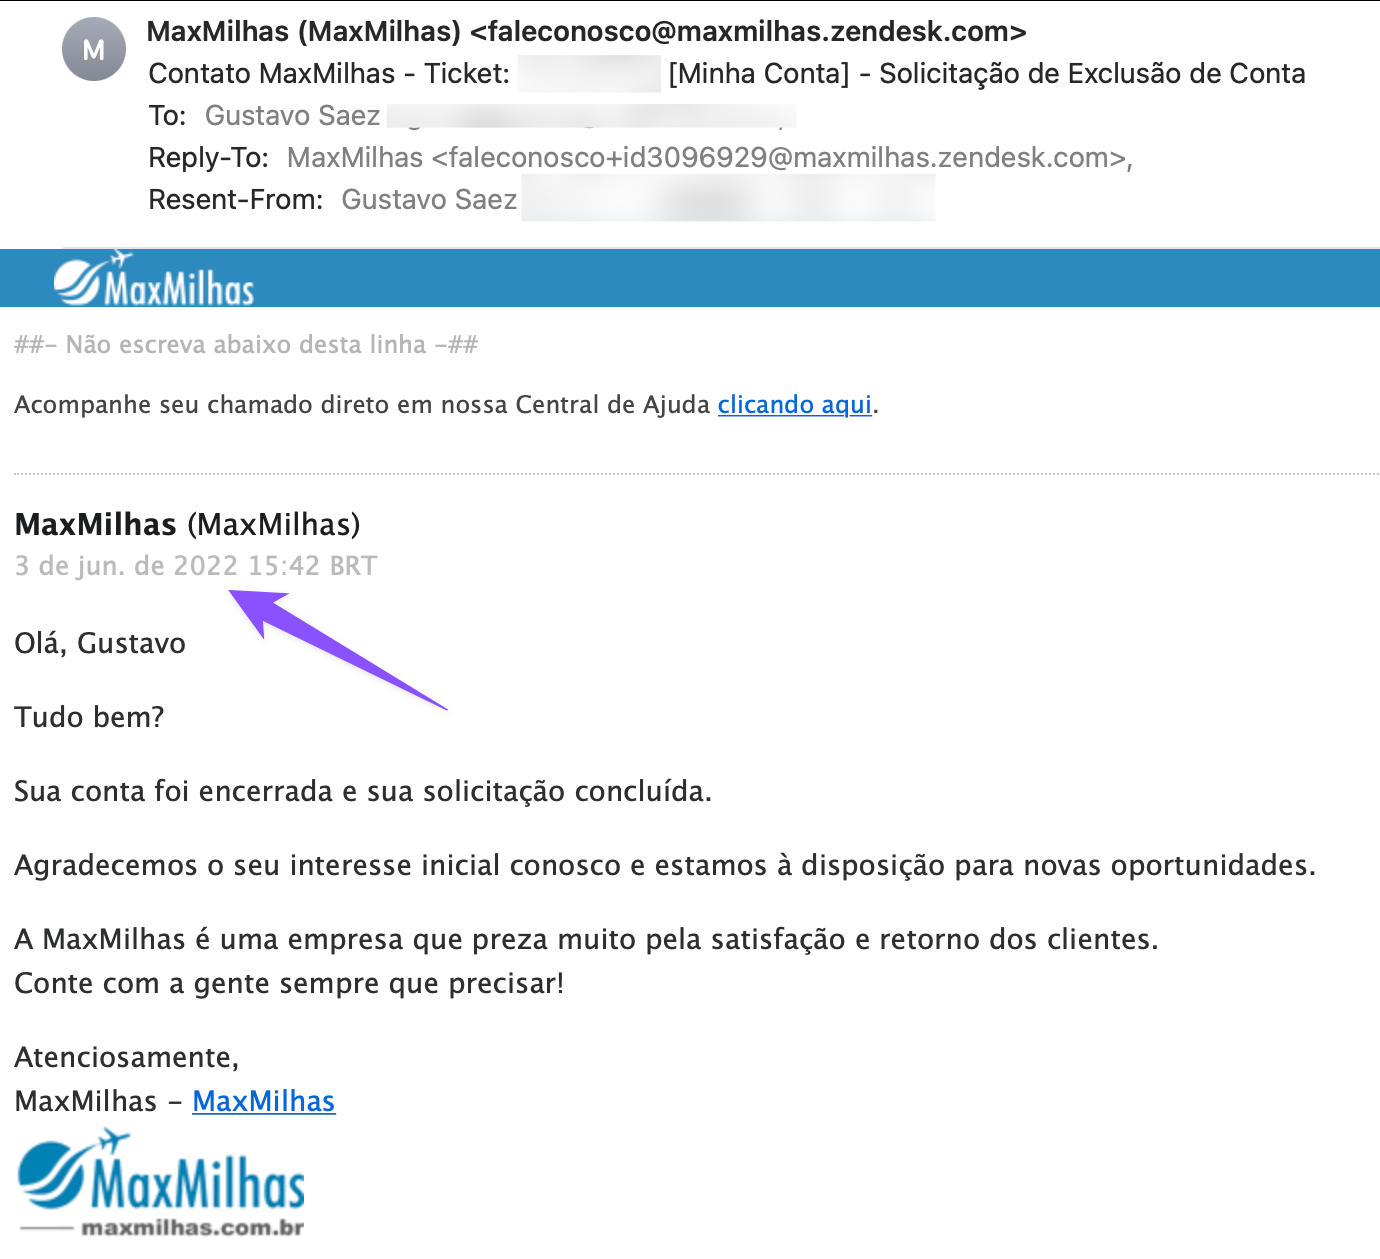 M
MaxMilhas (MaxMilhas) <faleconosco@maxmilhas.zendesk.com>
Contato MaxMilhas - Ticket: [Minha Conta] - Solicitação de Exclusão de Conta
To: Gustavo Saez
Reply-To: MaxMilhas <faleconosco+id3096929@maxmilhas.zendesk.com>,
Resent-From: Gustavo Saez
MaxMilhas
##- Não escreva abaixo desta linha -##
Acompanhe seu chamado direto em nossa Central de Ajuda clicando aqui.
MaxMilhas (MaxMilhas)
3 de jun. de 2022 15:42 BRT
Olá, Gustavo
Tudo bem?
Sua conta foi encerrada e sua solicitação concluída.
Agradecemos o seu interesse inicial conosco e estamos à disposição para novas oportunidades.
A MaxMilhas é uma empresa que preza muito pela satisfação e retorno dos clientes.
Conte com a gente sempre que precisar!
Atenciosamente,
MaxMilhas – MaxMilhas
MaxMilhas
maxmilhas.com.br